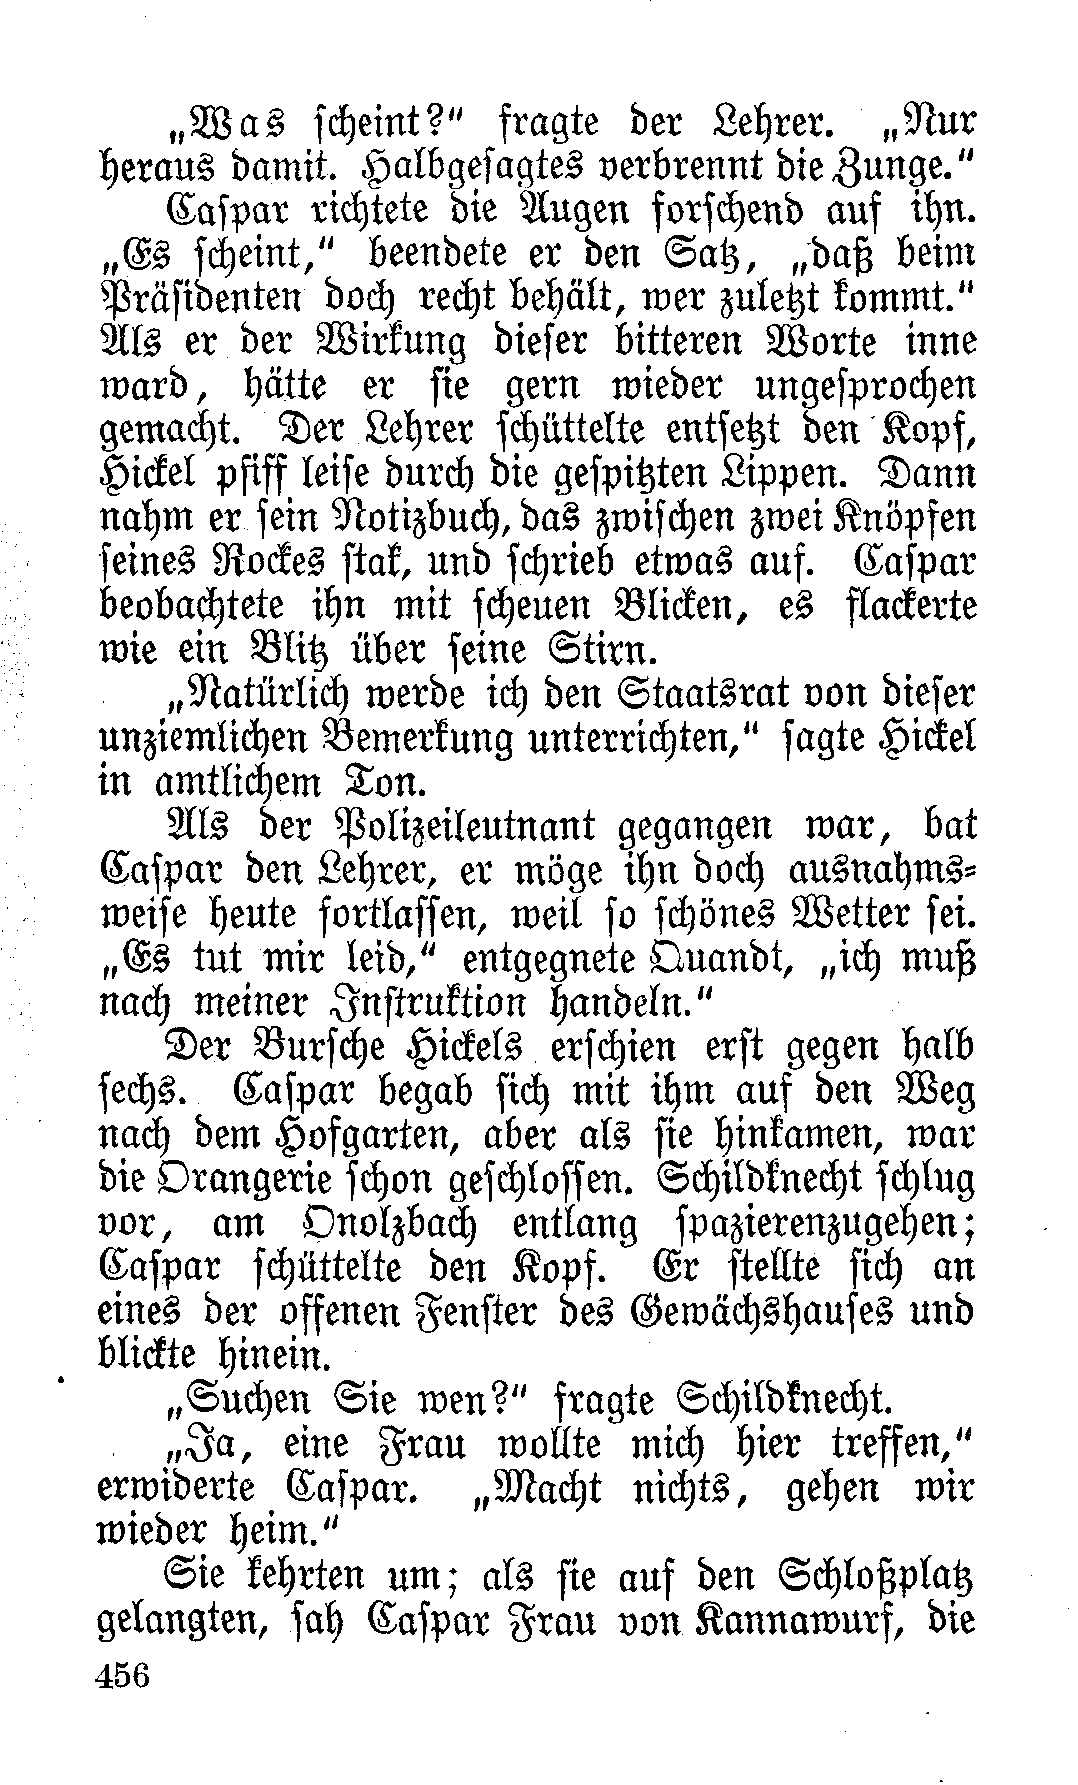 „Was scheint?“ fragte der Lehrer. „Nur
heraus damit. Halbgesagtes verbrennt die Zunge.“
Caspar richtete die Augen forschend auf ihn.
„Es scheint,“ beendete er den Satz, „daß beim
Präsidenten doch recht behält, wer zuletzt kommt.“
Als er der Wirkung dieser bitteren Worte inne
ward, hätte er sie gern wieder ungesprochen
gemacht. Der Lehrer schüttelte entsetzt den Kopf,
Hickel pfiff leise durch die gespitzten Lippen. Dann
nahm er sein Notizbuch, das zwischen zwei Knöpfen
seines Rockes stak, und schrieb etwas auf. Caspar
beobachtete ihn mit scheuen Blicken, es flackerte
wie ein Blitz über seine Stirn.
„Natürlich werde ich den Staatsrat von dieser
unziemlichen Bemerkung unterrichten,“ sagte Hickel
in amtlichem Ton.
Als der Polizeileutnant gegangen war, bat
Caspar den Lehrer, er möge ihn doch ausnahms-
weise heute fortlassen, weil so schönes Wetter sei.
„Es tut mir leid,“ entgegnete Quandt, „ich muß
nach meiner Instruktion handeln.“
Der Bursche Hickels erschien erst gegen halb
sechs. Caspar begab sich mit ihm auf den Weg
nach dem Hofgarten, aber als sie hinkamen, war
die Orangerie schon geschlossen. Schildknecht schlug
vor, am Onolzbach entlang spazierenzugehen;
Caspar schüttelte den Kopf. Er stellte sich an
eines der offenen Fenster des Gewächshauses und
blickte hinein.
„Suchen Sie wen?“ fragte Schildknecht.
„Ja, eine Frau wollte mich hier treffen,“
erwiderte Caspar. „Macht nichts, gehen wir
wieder heim.“
Sie kehrten um; als sie auf den Schloßplatz
gelangten, sah Caspar Frau von Kannawurf, die
456